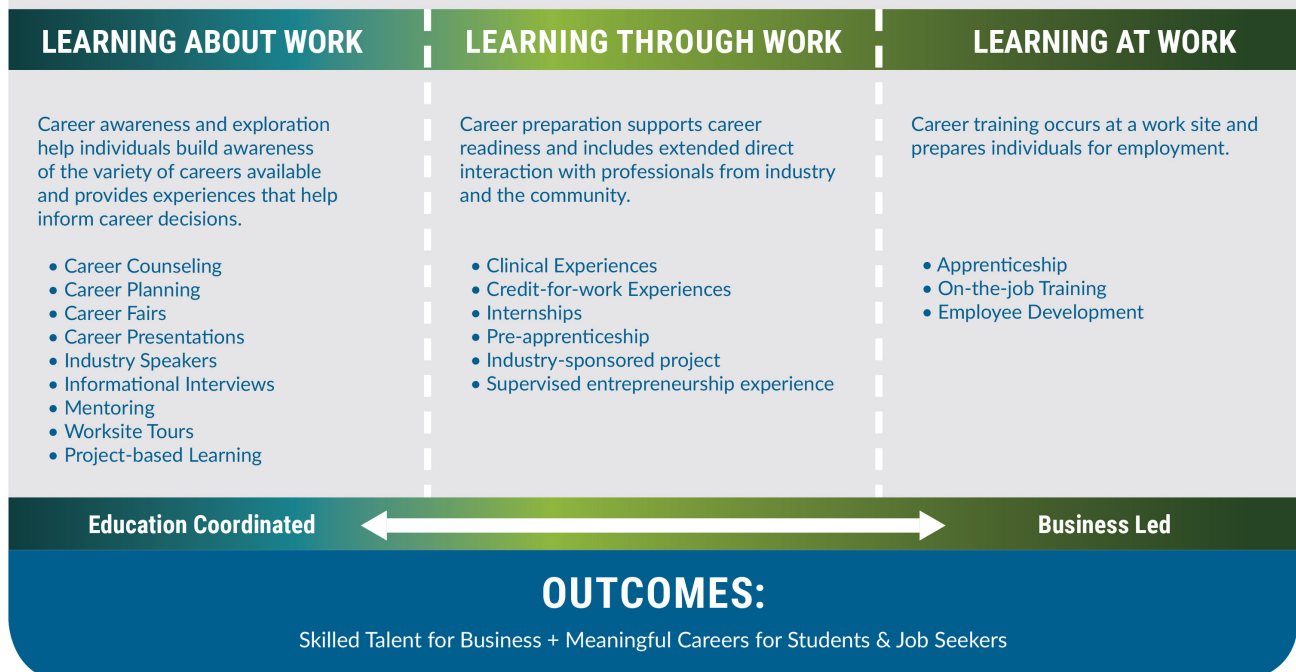 LEARNING ABOUT WORK
Career awareness and exploration
help individuals build awareness
of the variety of careers available
and provides experiences that help
inform career decisions.
• Career Counseling
• Career Planning
• Career Fairs
• Career Presentations
• Industry Speakers
• Informational Interviews
• Mentoring
• Worksite Tours
• Project-based Learning
LEARNING THROUGH WORK
Career preparation supports career
readiness and includes extended direct
interaction with professionals from industry
and the community.
• Clinical Experiences
• Credit-for-work Experiences
• Internships
• Pre-apprenticeship
• Industry-sponsored project
• Supervised entrepreneurship experience
LEARNING AT WORK
Career training occurs at a work site and
prepares individuals for employment.
• Apprenticeship
• On-the-job Training
• Employee Development
Education Coordinated
Business Led
OUTCOMES:
Skilled Talent for Business + Meaningful Careers for Students & Job Seekers